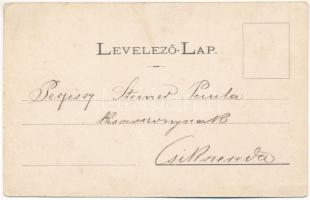 LEVELEZŐ-LAP.
Steiner Paula
kisasszonynak
Csikszereda